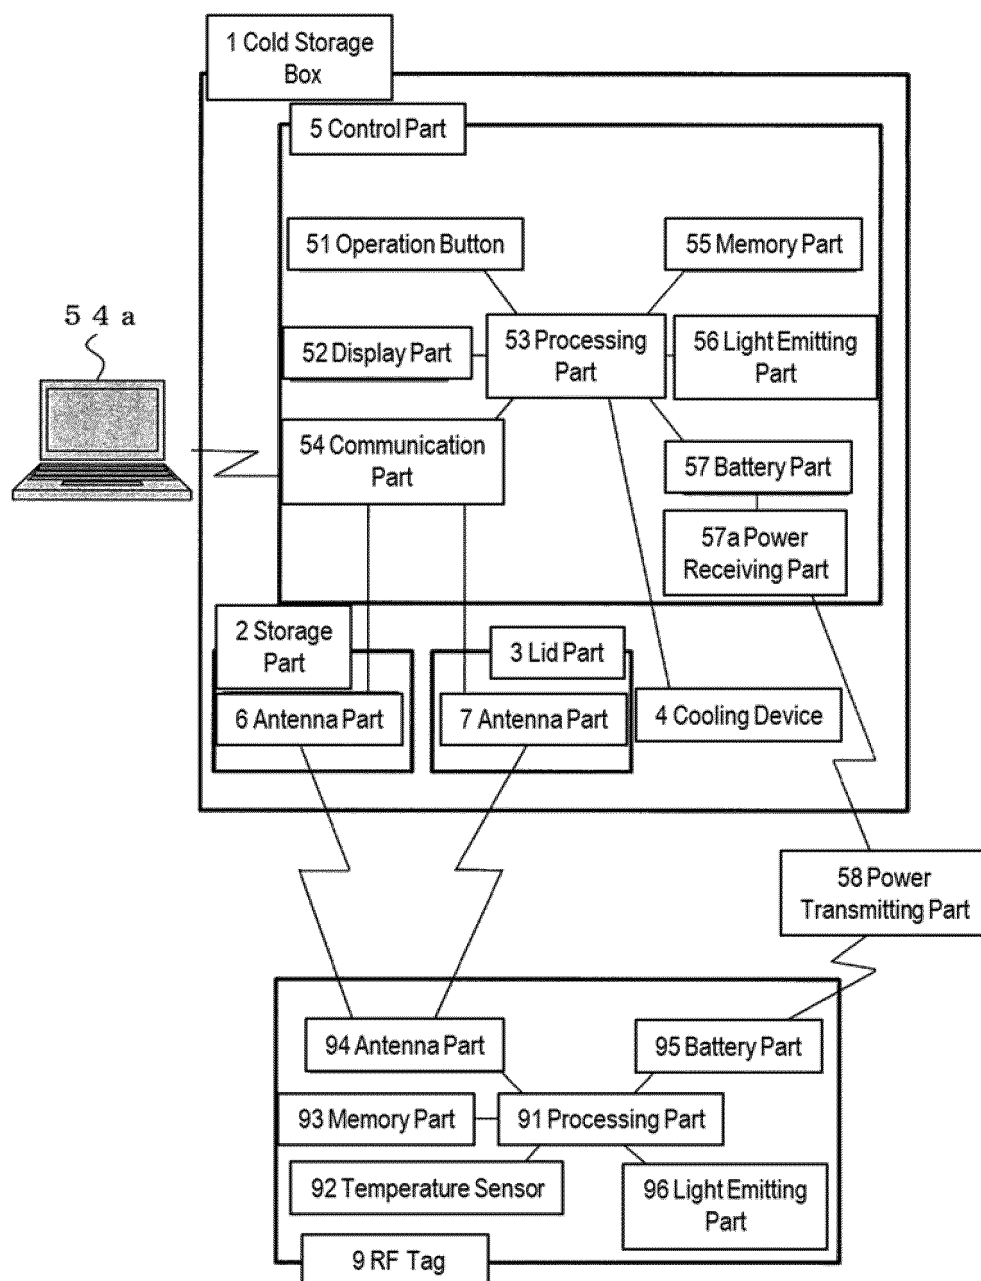 1 Cold Storage
Box
5 Control Part
51 Operation Button
55 Memory Part
５４ａ
52 Display Part
53 Processing
Part
56 Light Emitting
Part
54 Communication
Part
57 Battery Part
57a Power
Receiving Part
2 Storage
Part
3 Lid Part
6 Antenna Part
7 Antenna Part
4 Cooling Device
58 Power
Transmitting Part
94 Antenna Part
95 Battery Part
93 Memory Part
91 Processing Part
92 Temperature Sensor
96 Light Emitting
Part
9 RF Tag